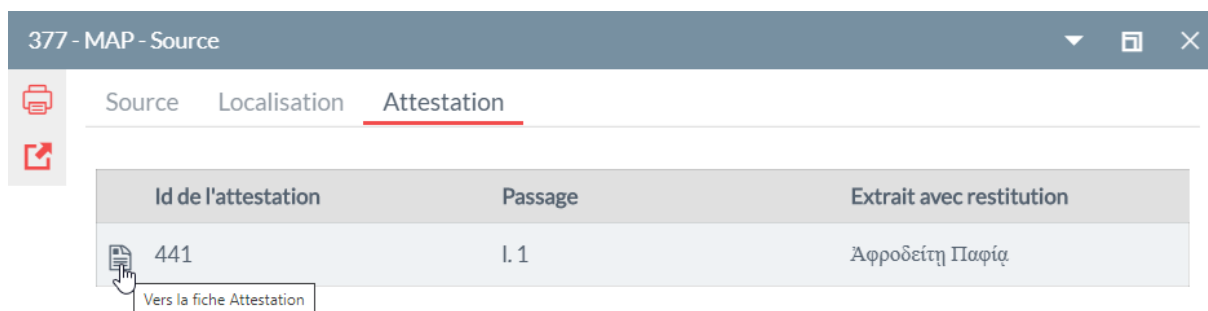 377 - MAP - Source
Source Localisation Attestation
Id de l'attestation Passage Extrait avec restitution
441 l. 1 Ἀφροδείτῃ Παφίᾳ
Vers la fiche Attestation